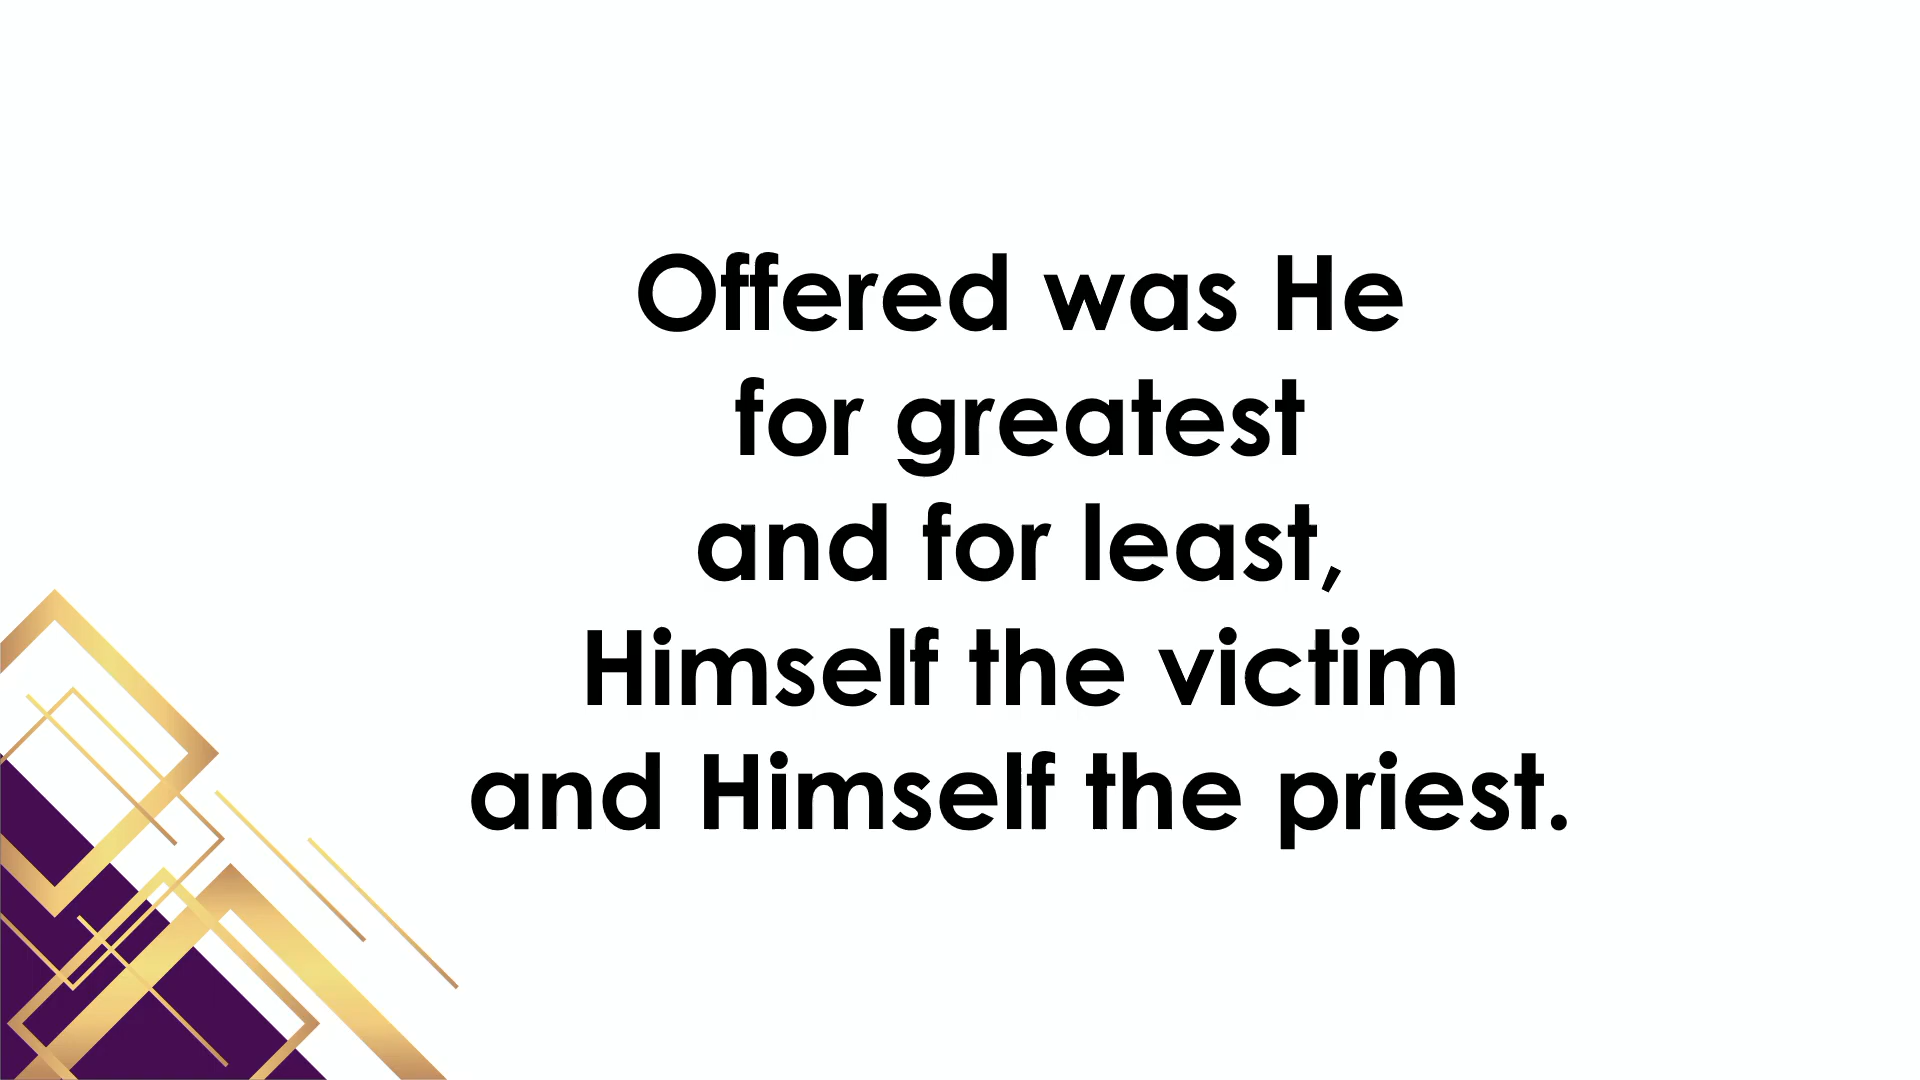 Offered was He
for greatest
and for least,
Himself the victim
and Himself the priest.